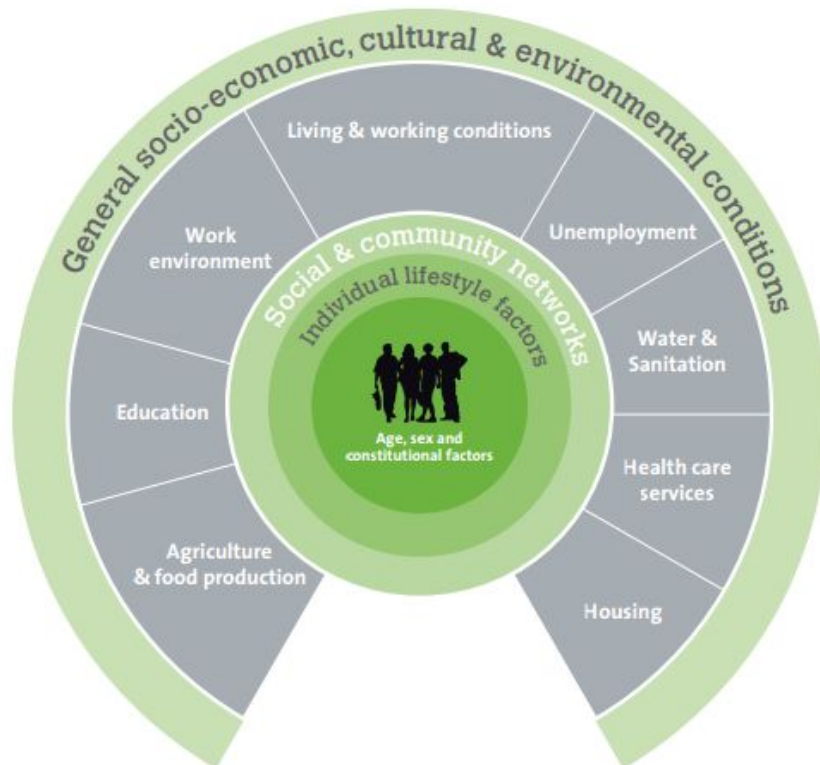 General socio-economic, cultural & environmental conditions
Living & working conditions
Work
environment
Unemployment
Education
Water &
Sanitation
Agriculture
& food production
Health care
services
Housing
Social & community networks
Individual lifestyle factors
Age, sex and
constitutional factors